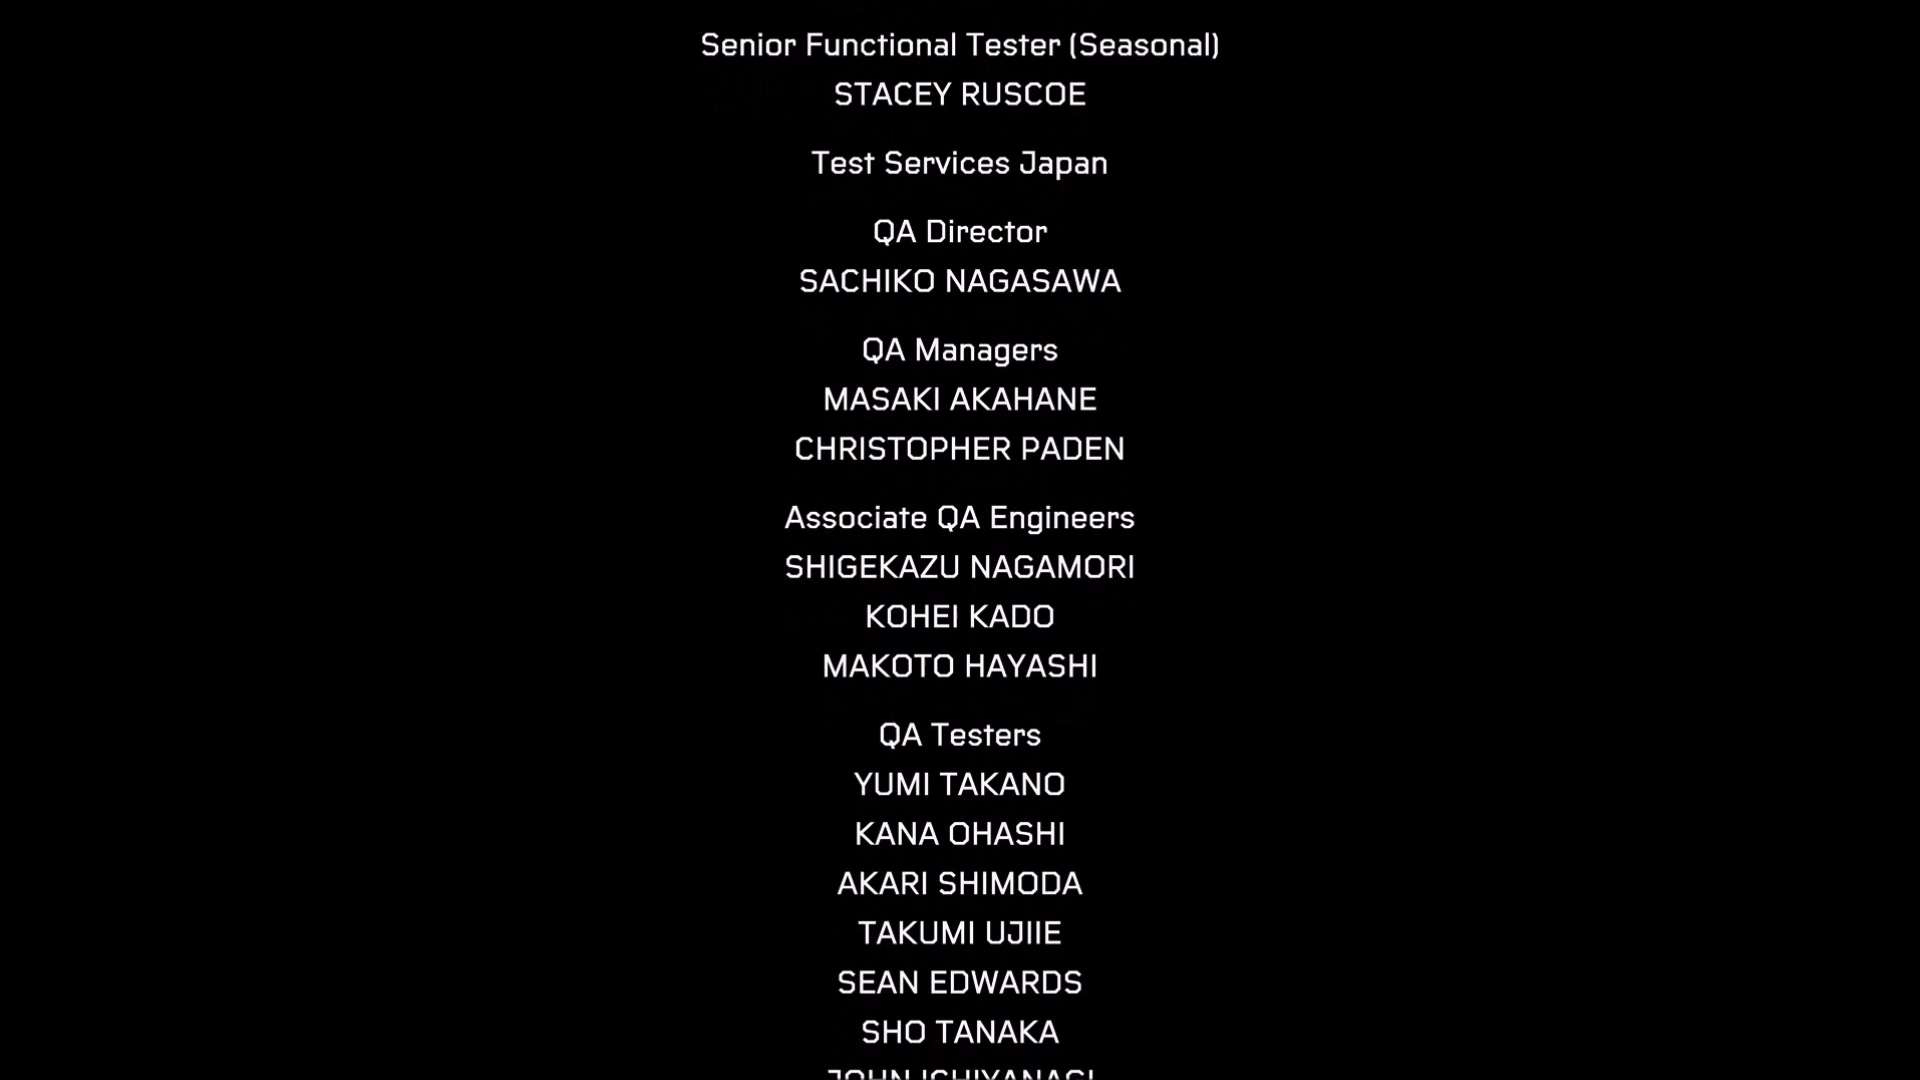 Senior Functional Tester (Seasonal)
STACEY RUSCOE
Test Services Japan
QA Director
SACHIKO NAGASAWA
QA Managers
MASAKI AKAHANE
CHRISTOPHER PADEN
Associate QA Engineers
SHIGEKAZU NAGAMORI
KOHEI KADO
MAKOTO HAYASHI
QA Testers
YUMI TAKANO
KANA OHASHI
AKARI SHIMODA
TAKUMI UJIIE
SEAN EDWARDS
SHO TANAKA
JOHN ISHIYANAGI